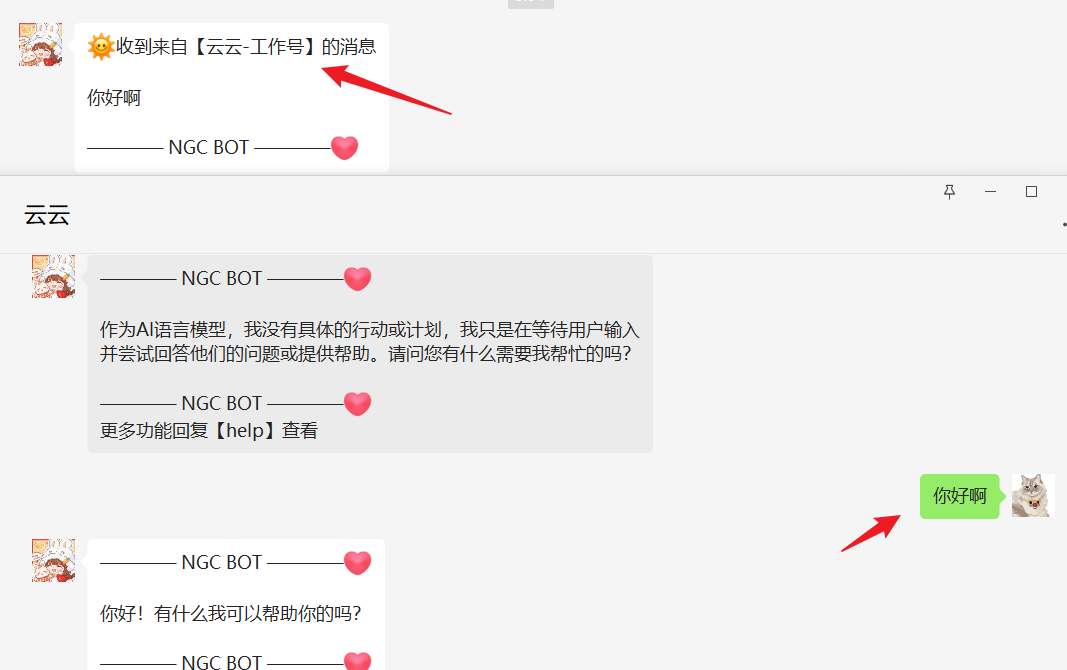 收到来自【云云-工作号】的消息
你好啊
———— NGC BOT ————
云云
———— NGC BOT ————
作为AI语言模型，我没有具体的行动或计划，我只是在等待用户输入
并尝试回答他们的问题或提供帮助。请问您有什么需要我帮忙的吗？
———— NGC BOT ————
更多功能回复【help】查看
你好啊
———— NGC BOT ————
你好！有什么我可以帮助你的吗？
———— NGC BOT ————